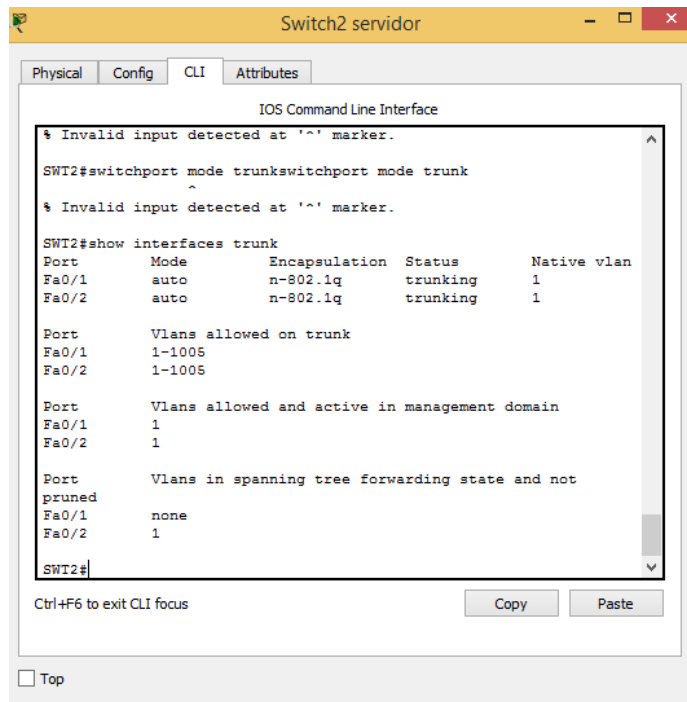 Switch2 servidor
Physical Config CLI Attributes
IOS Command Line Interface
% Invalid input detected at '^' marker.
SWT2#switchport mode trunkswitchport mode trunk
^
% Invalid input detected at '^' marker.
SWT2#show interfaces trunk
Port Mode Encapsulation Status Native vlan
Fa0/1 auto n-802.1q trunking 1
Fa0/2 auto n-802.1q trunking 1
Port Vlans allowed on trunk
Fa0/1 1-1005
Fa0/2 1-1005
Port Vlans allowed and active in management domain
Fa0/1 1
Fa0/2 1
Port Vlans in spanning tree forwarding state and not
pruned
Fa0/1 none
Fa0/2 1
SWT2#
Ctrl+F6 to exit CLI focus Copy Paste
Top